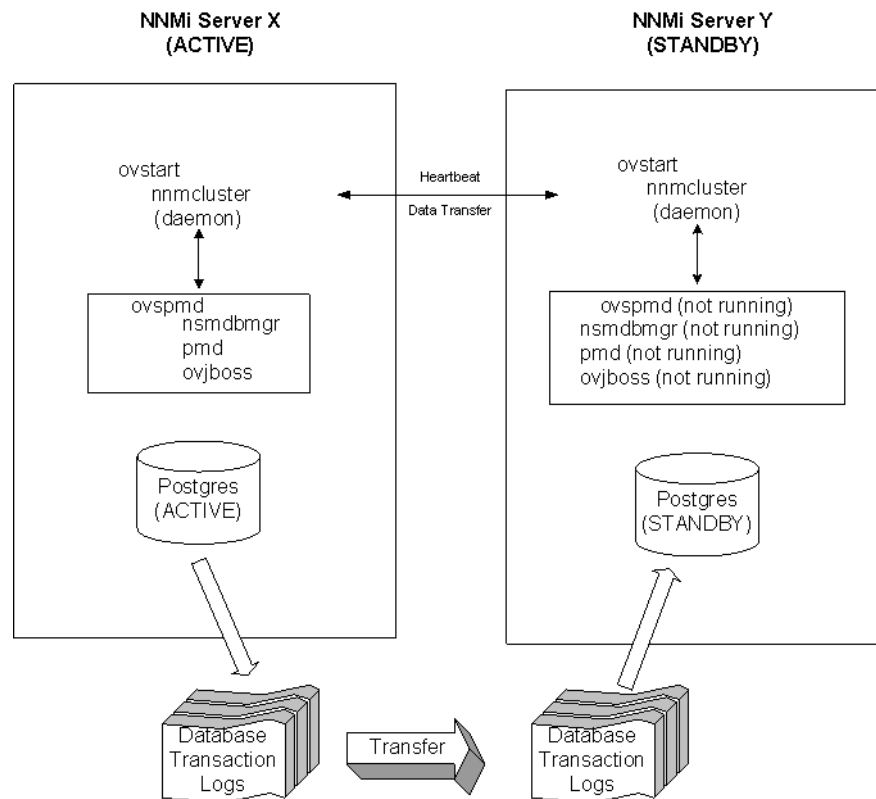 NNMi Server X
(ACTIVE)
NNMi Server Y
(STANDBY)
ovstart
nnmcluster
(daemon)
Heartbeat
Data Transfer
ovstart
nnmcluster
(daemon)
ovspmd
nsmdbmgr
pmd
ovjboss
ovspmd (not running)
nsmdbmgr (not running)
pmd (not running)
ovjboss (not running)
Postgres
(ACTIVE)
Postgres
(STANDBY)
Database
Transaction
Logs
Transfer
Database
Transaction
Logs